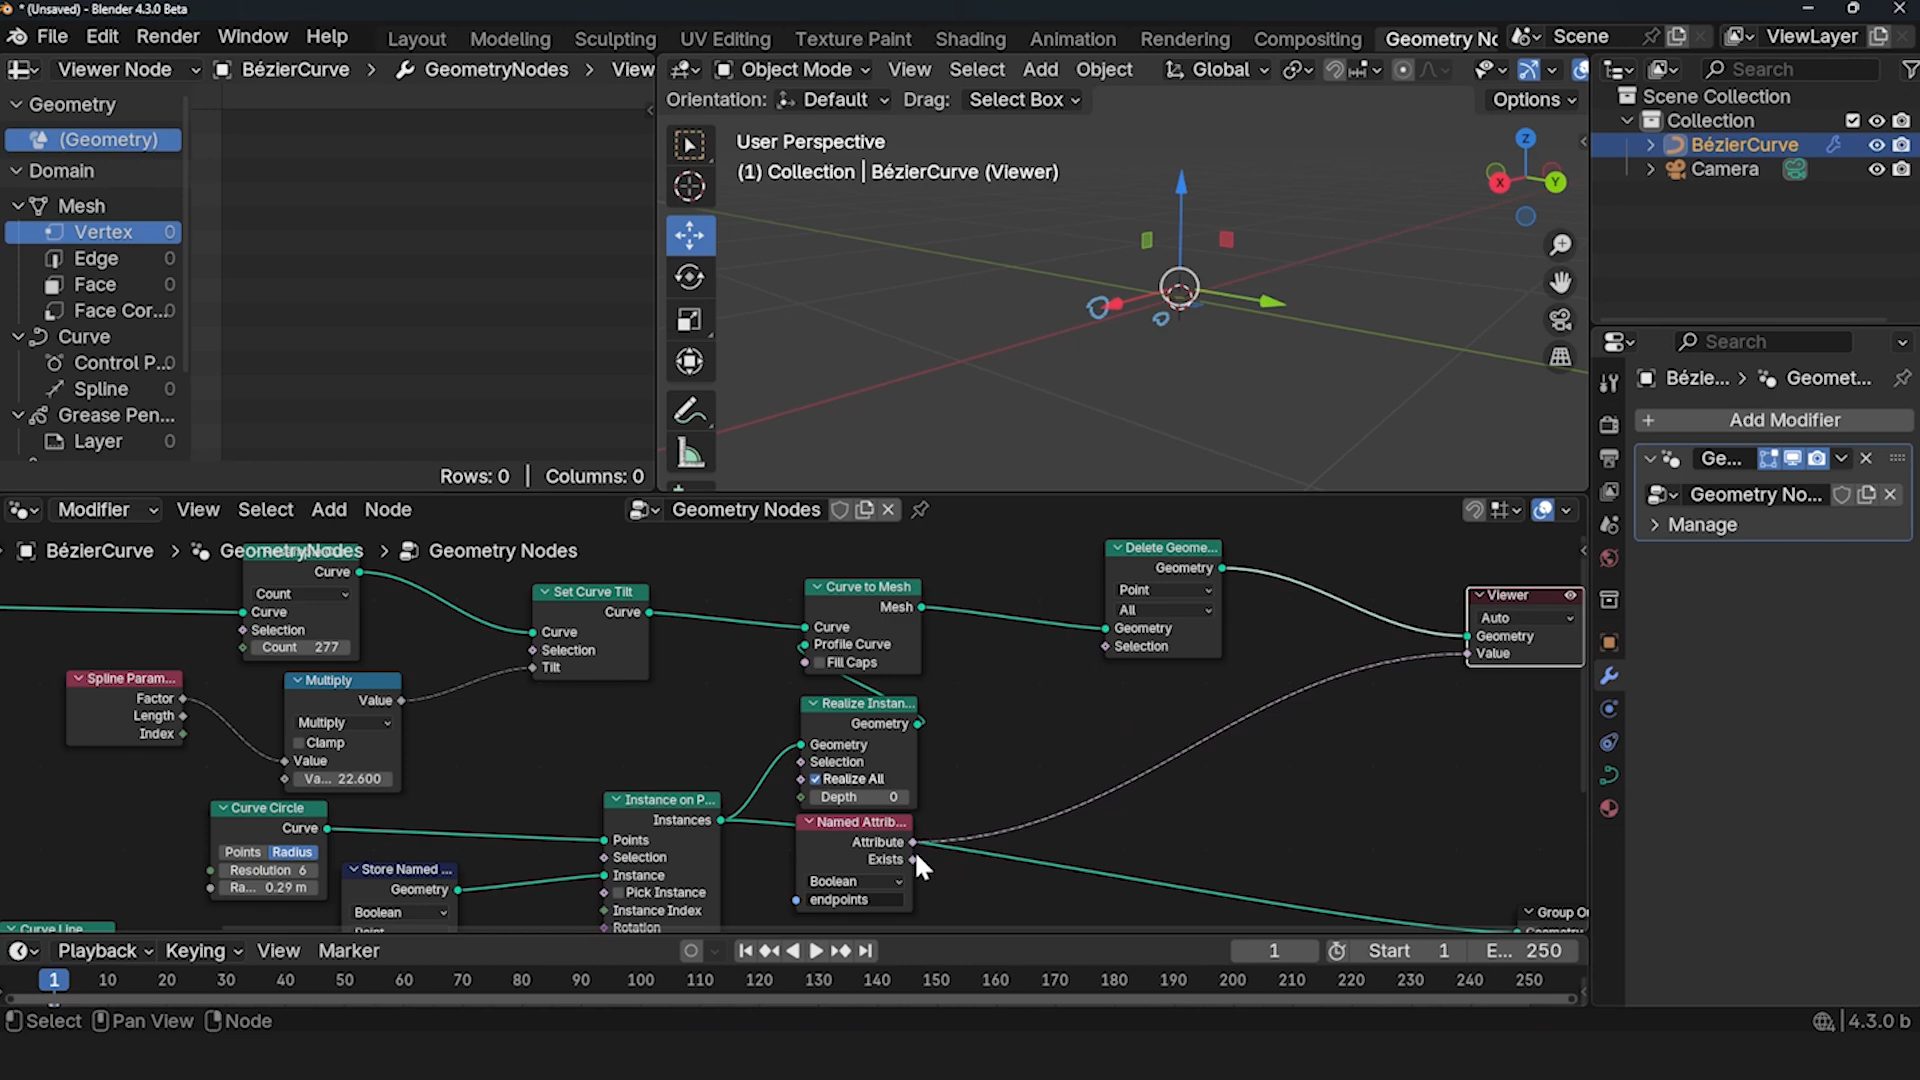 * (Unsaved) - Blender 4.3.0 Beta
File Edit Render Window Help Layout Modeling Sculpting UV Editing Texture Paint Shading Animation Rendering Compositing Geometry No Scene ViewLayer
Viewer Node BézierCurve > GeometryNodes > View
Object Mode View Select Add Object Global
Search
Orientation: Default Drag: Select Box Options
Geometry
(Geometry)
Domain
Mesh
Vertex 0
Edge 0
Face 0
Face Cor...0
Curve
Control P...0
Spline 0
Grease Pen...
Layer 0
Rows: 0 | Columns: 0
User Perspective
(1) Collection | BézierCurve (Viewer)
Z
X
Y
Scene Collection
Collection
BézierCurve
Camera
Search
Bézie... > Geomet...
Add Modifier
Ge...
Geometry No...
Manage
Modifier View Select Add Node Geometry Nodes
BézierCurve > GeometryNodes > Geometry Nodes
Curve
Count
Curve
Selection
Count 277
Set Curve Tilt
Curve
Curve
Selection
Tilt
Curve to Mesh
Mesh
Curve
Profile Curve
Fill Caps
Delete Geome...
Geometry
Point
All
Geometry
Selection
Viewer
Auto
Geometry
Value
Spline Param...
Factor
Length
Index
Multiply
Value
Multiply
Clamp
Value
Va... 22.600
Realize Instan...
Geometry
Geometry
Selection
Realize All
Depth 0
Curve Circle
Curve
Points Radius
Resolution 6
Ra... 0.29 m
Store Named ...
Geometry
Boolean
Instance on P...
Instances
Points
Selection
Instance
Pick Instance
Instance Index
Rotation
Named Attrib...
Attribute
Exists
Boolean
endpoints
Curve Line
Group Ou
Playback Keying View Marker 1 Start 1 E... 250
1 10 20 30 40 50 60 70 80 90 100 110 120 130 140 150 160 170 180 190 200 210 220 230 240 250
Select Pan View Node 4.3.0 b